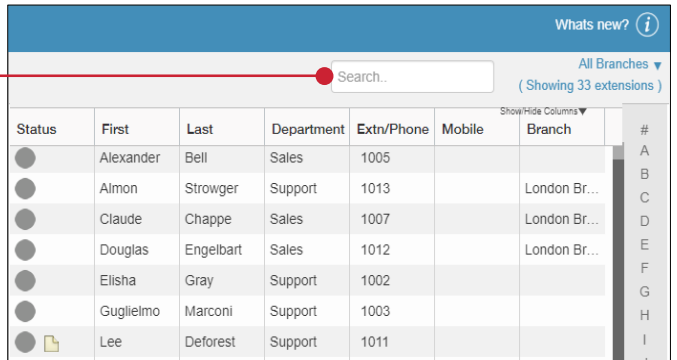 Whats new? i
Search..
All Branches ▼
( Showing 33 extensions )
Show/Hide Columns▼
Status First Last Department Extn/Phone Mobile Branch #
Alexander Bell Sales 1005 A
B
Almon Strowger Support 1013 London Br... C
Claude Chappe Sales 1007 London Br... D
Douglas Engelbart Sales 1012 London Br... E
F
Elisha Gray Support 1002 G
Guglielmo Marconi Support 1003 H
Lee Deforest Support 1011 I